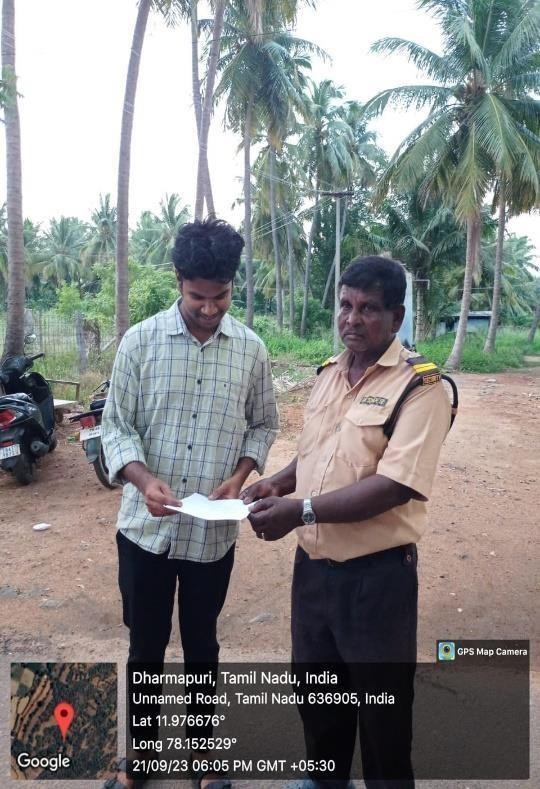 GPS Map Camera
Dharmapuri, Tamil Nadu, India
Unnamed Road, Tamil Nadu 636905, India
Lat 11.976676°
Long 78.152529°
21/09/23 06:05 PM GMT +05:30
Google